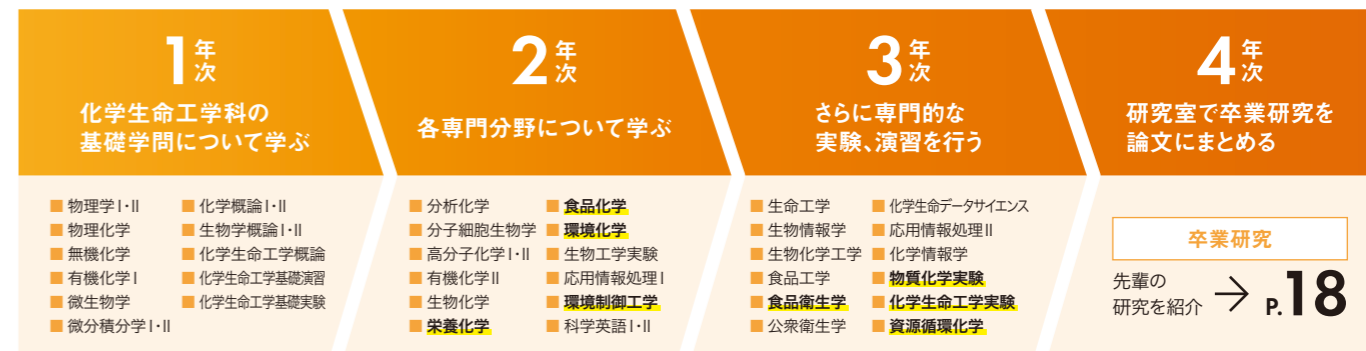 1年次
化学生命工学科の
基礎学問について学ぶ
物理学Ⅰ・Ⅱ
物理化学
無機化学
有機化学Ⅰ
微生物学
微分積分学Ⅰ・Ⅱ
化学概論Ⅰ・Ⅱ
生物学概論Ⅰ・Ⅱ
化学生命工学概論
化学生命工学基礎演習
化学生命工学基礎実験
2年次
各専門分野について学ぶ
分析化学
分子細胞生物学
高分子化学Ⅰ・Ⅱ
有機化学Ⅱ
生物化学
栄養化学
食品化学
環境化学
生物工学実験
応用情報処理Ⅰ
環境制御工学
科学英語Ⅰ・Ⅱ
3年次
さらに専門的な
実験、演習を行う
生命工学
生物情報学
生物化学工学
食品工学
食品衛生学
公衆衛生学
化学生命データサイエンス
応用情報処理Ⅱ
化学情報学
物質化学実験
化学生命工学実験
資源循環化学
4年次
研究室で卒業研究を
論文にまとめる
卒業研究
先輩の
研究を紹介 → P.18